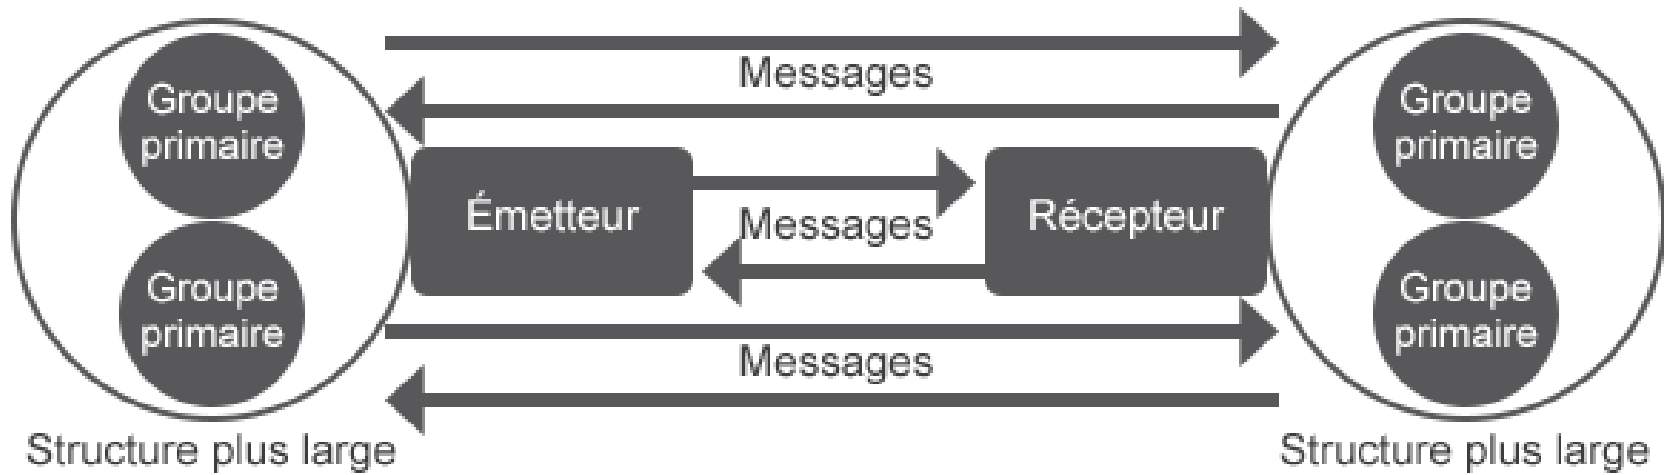 Groupe
primaire
Messages
Groupe
primaire
Émetteur
Messages
Récepteur
Groupe
primaire
Messages
Groupe
primaire
Structure plus large
Structure plus large